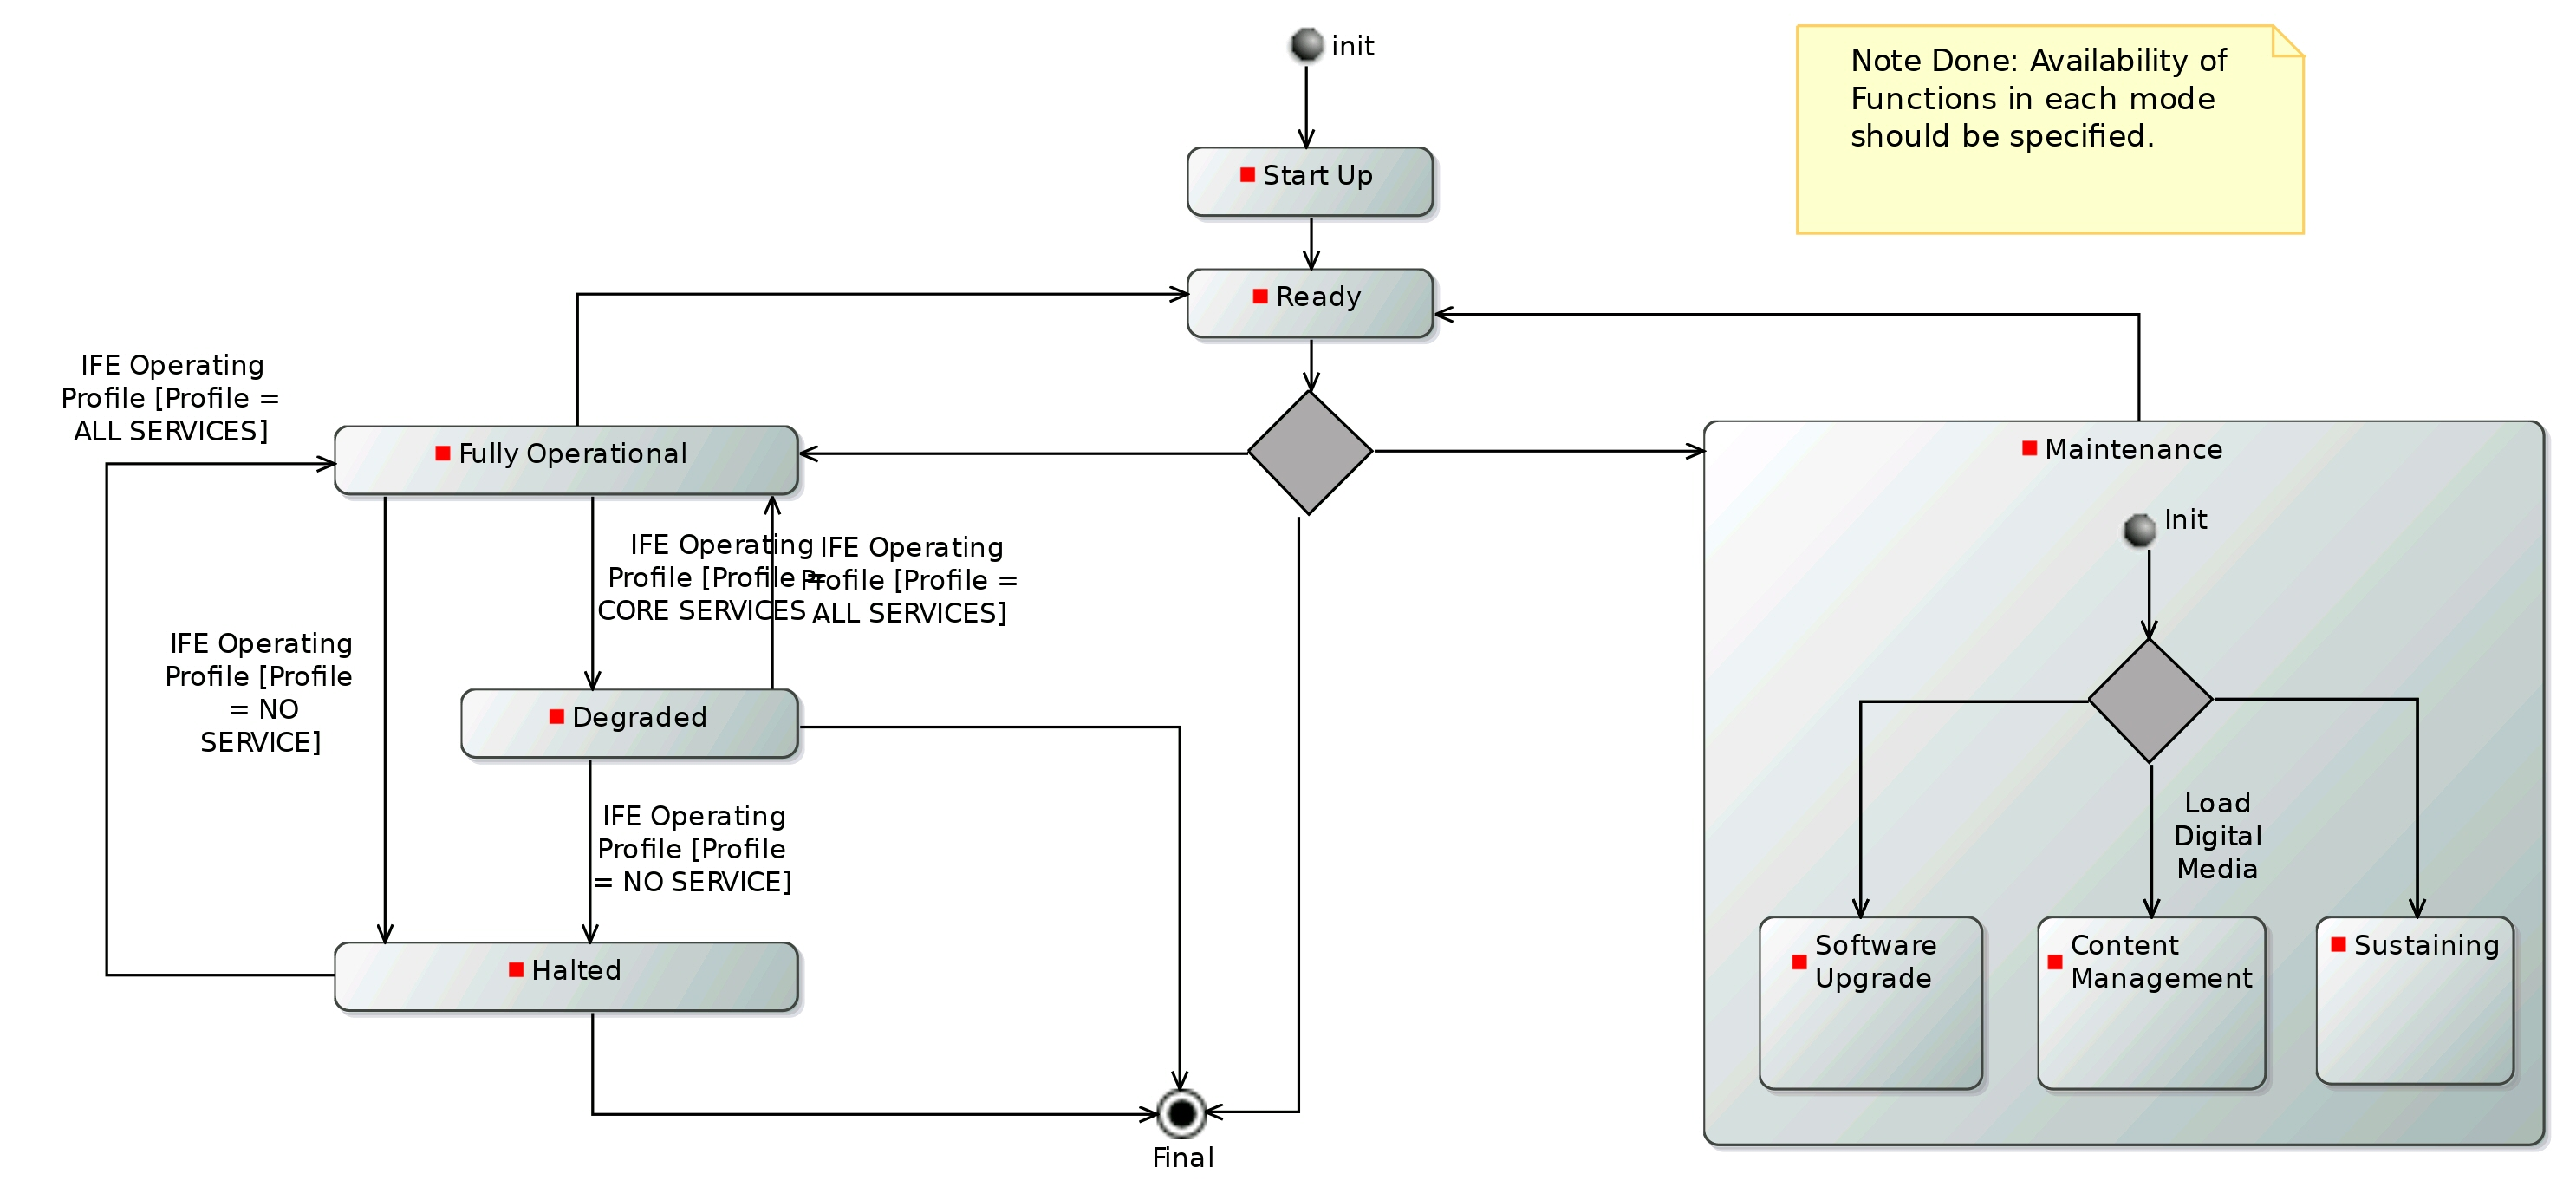 init
Note Done: Availability of
Functions in each mode
should be specified.
Start Up
Ready
IFE Operating
Profile [Profile =
ALL SERVICES]
Fully Operational
Maintenance
Init
IFE Operating
Profile [Profile =
CORE SERVICES
IFE Operating
Profile [Profile =
ALL SERVICES]
IFE Operating
Profile [Profile
= NO
SERVICE]
Degraded
IFE Operating
Profile [Profile
= NO SERVICE]
Load
Digital
Media
Software
Upgrade
Content
Management
Sustaining
Halted
Final